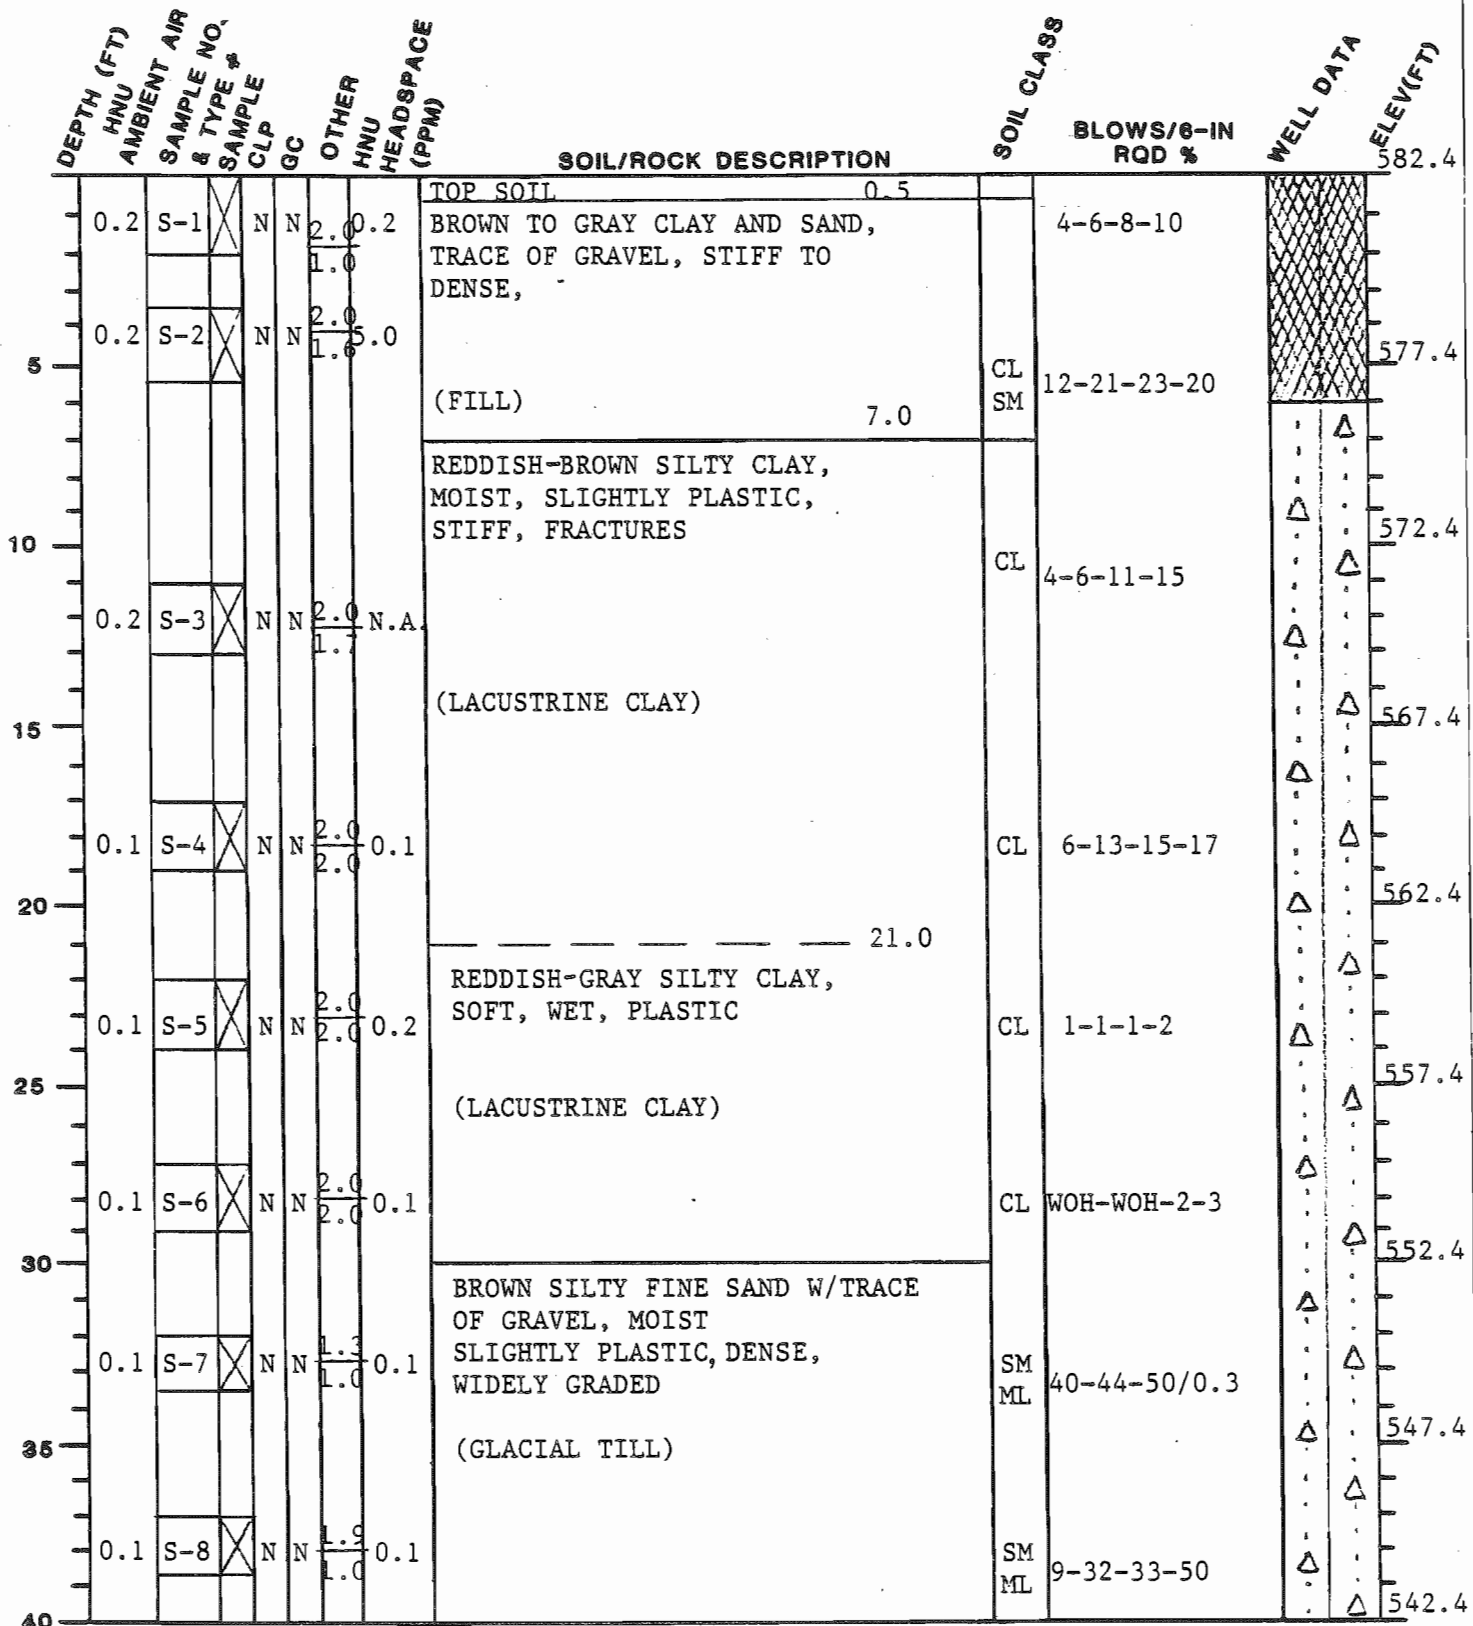 DEPTH (FT)
HNU
AMBIENT AIR
SAMPLE NO.
& TYPE #
SAMPLE
CLP
GC
OTHER
HNU
HEADSPACE
(PPM)
SOIL/ROCK DESCRIPTION
SOIL CLASS
BLOWS/6-IN
RQD %
WELL DATA
ELEV(FT)
582.4
TOP SOIL 0.5
0.2 S-1 N N 2.0 0.2 BROWN TO GRAY CLAY AND SAND, 4-6-8-10
1.0 TRACE OF GRAVEL, STIFF TO
DENSE,
2.0
0.2 S-2 N N 1.6 5.0
5 577.4
CL 12-21-23-20
(FILL) SM
7.0
REDDISH-BROWN SILTY CLAY,
MOIST, SLIGHTLY PLASTIC,
STIFF, FRACTURES
10 572.4
CL 4-6-11-15
0.2 S-3 N N 2.0 N.A.
1.7
(LACUSTRINE CLAY)
15 567.4
2.0
0.1 S-4 N N 2.0 0.1 CL 6-13-15-17
20 562.4
21.0
REDDISH-GRAY SILTY CLAY,
2.0 SOFT, WET, PLASTIC
0.1 S-5 N N 2.0 0.2 CL 1-1-1-2
25 557.4
(LACUSTRINE CLAY)
2.0
0.1 S-6 N N 2.0 0.1 CL WOH-WOH-2-3
30 552.4
BROWN SILTY FINE SAND W/TRACE
OF GRAVEL, MOIST
1.3 SLIGHTLY PLASTIC, DENSE,
0.1 S-7 N N 1.0 0.1 SM
WIDELY GRADED ML 40-44-50/0.3
35 547.4
(GLACIAL TILL)
1.9
0.1 S-8 N N 1.0 0.1 SM
ML 9-32-33-50
40 542.4